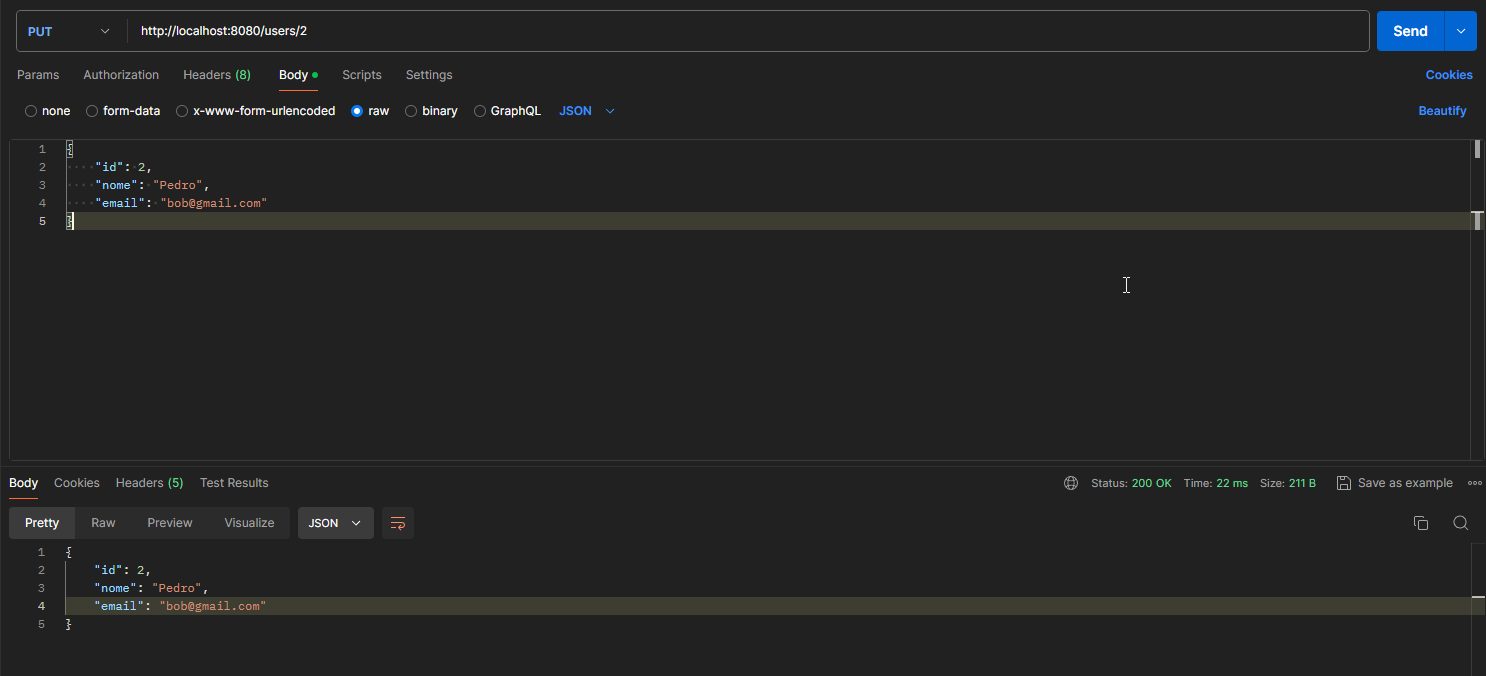 PUT http://localhost:8080/users/2 Send
Params Authorization Headers (8) Body Scripts Settings Cookies
none form-data x-www-form-urlencoded raw binary GraphQL JSON Beautify
1 {
2 "id": 2,
3 "nome": "Pedro",
4 "email": "bob@gmail.com"
5 }
Body Cookies Headers (5) Test Results Status: 200 OK Time: 22 ms Size: 211 B Save as example
Pretty Raw Preview Visualize JSON
1 {
2 "id": 2,
3 "nome": "Pedro",
4 "email": "bob@gmail.com"
5 }